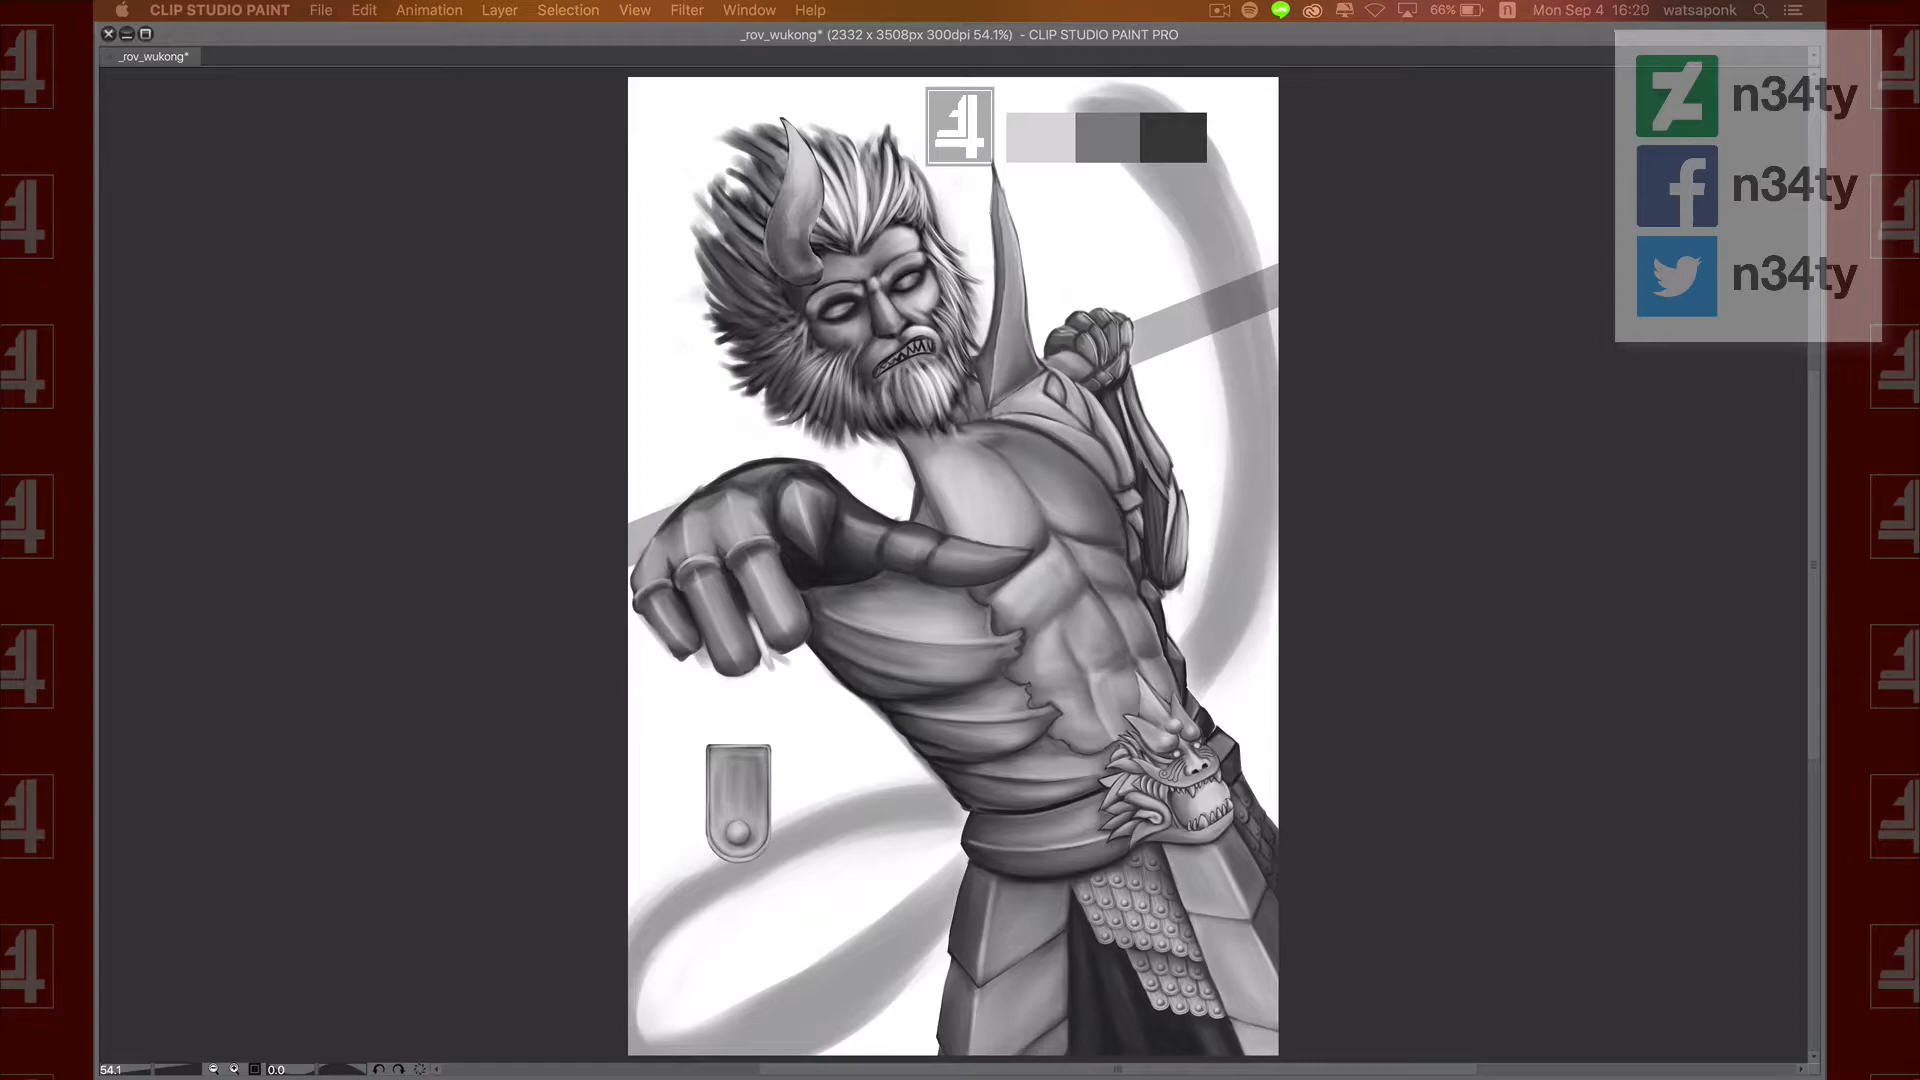 CLIP STUDIO PAINT File Edit Animation Layer Selection View Filter Window Help 66% n Mon Sep 4 16:20 watsaponk
_rov_wukong* (2332 x 3508px 300dpi 54.1%) - CLIP STUDIO PAINT PRO
_rov_wukong*
n34ty
n34ty
n34ty
54.1 0.0